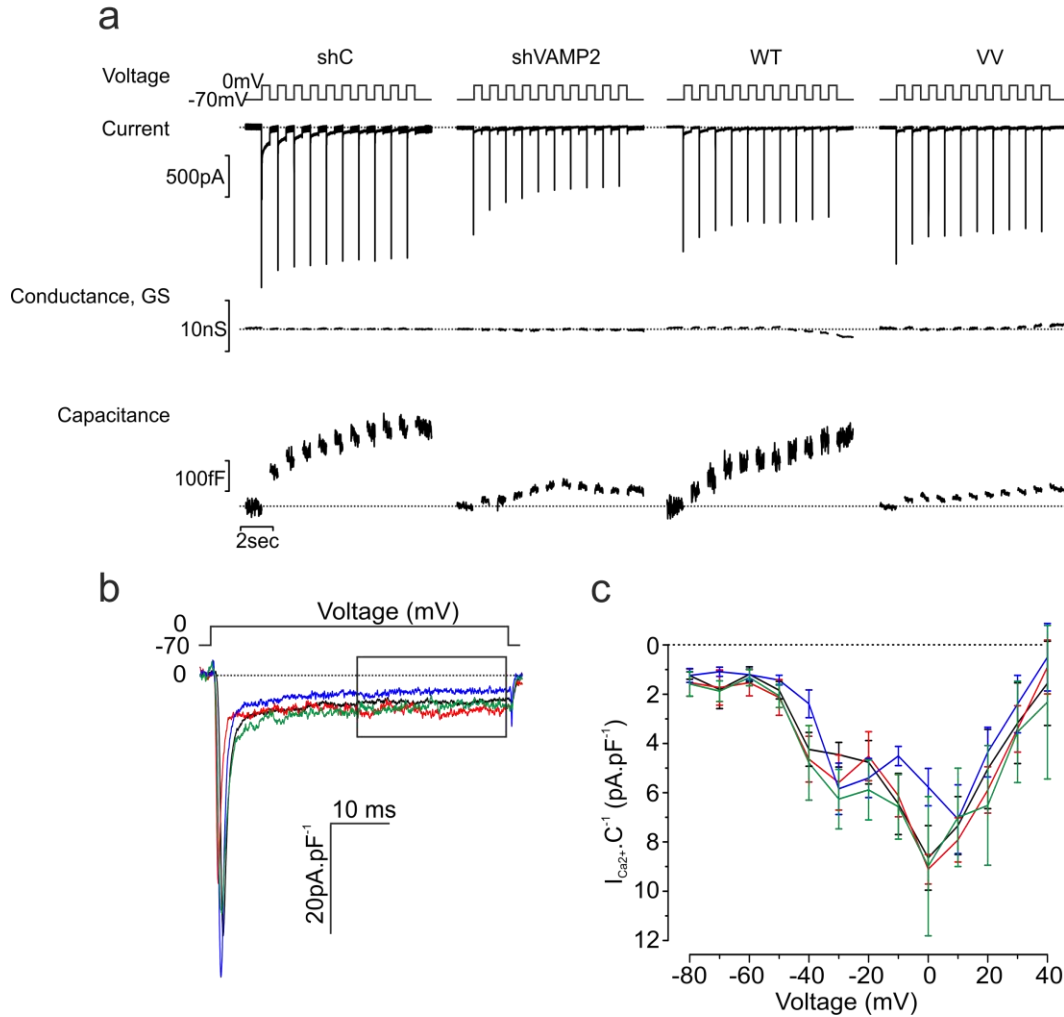 a
shC shVAMP2 WT VV
Voltage 0mV
-70mV
Current
500pA
Conductance, GS
10nS
Capacitance
100fF
2sec
b
0 Voltage (mV)
-70
0
10 ms
20pA.pF⁻¹
c
0
2
4
6
8
10
12
I_Ca2+.C⁻¹ (pA.pF⁻¹)
-80 -60 -40 -20 0 20 40
Voltage (mV)